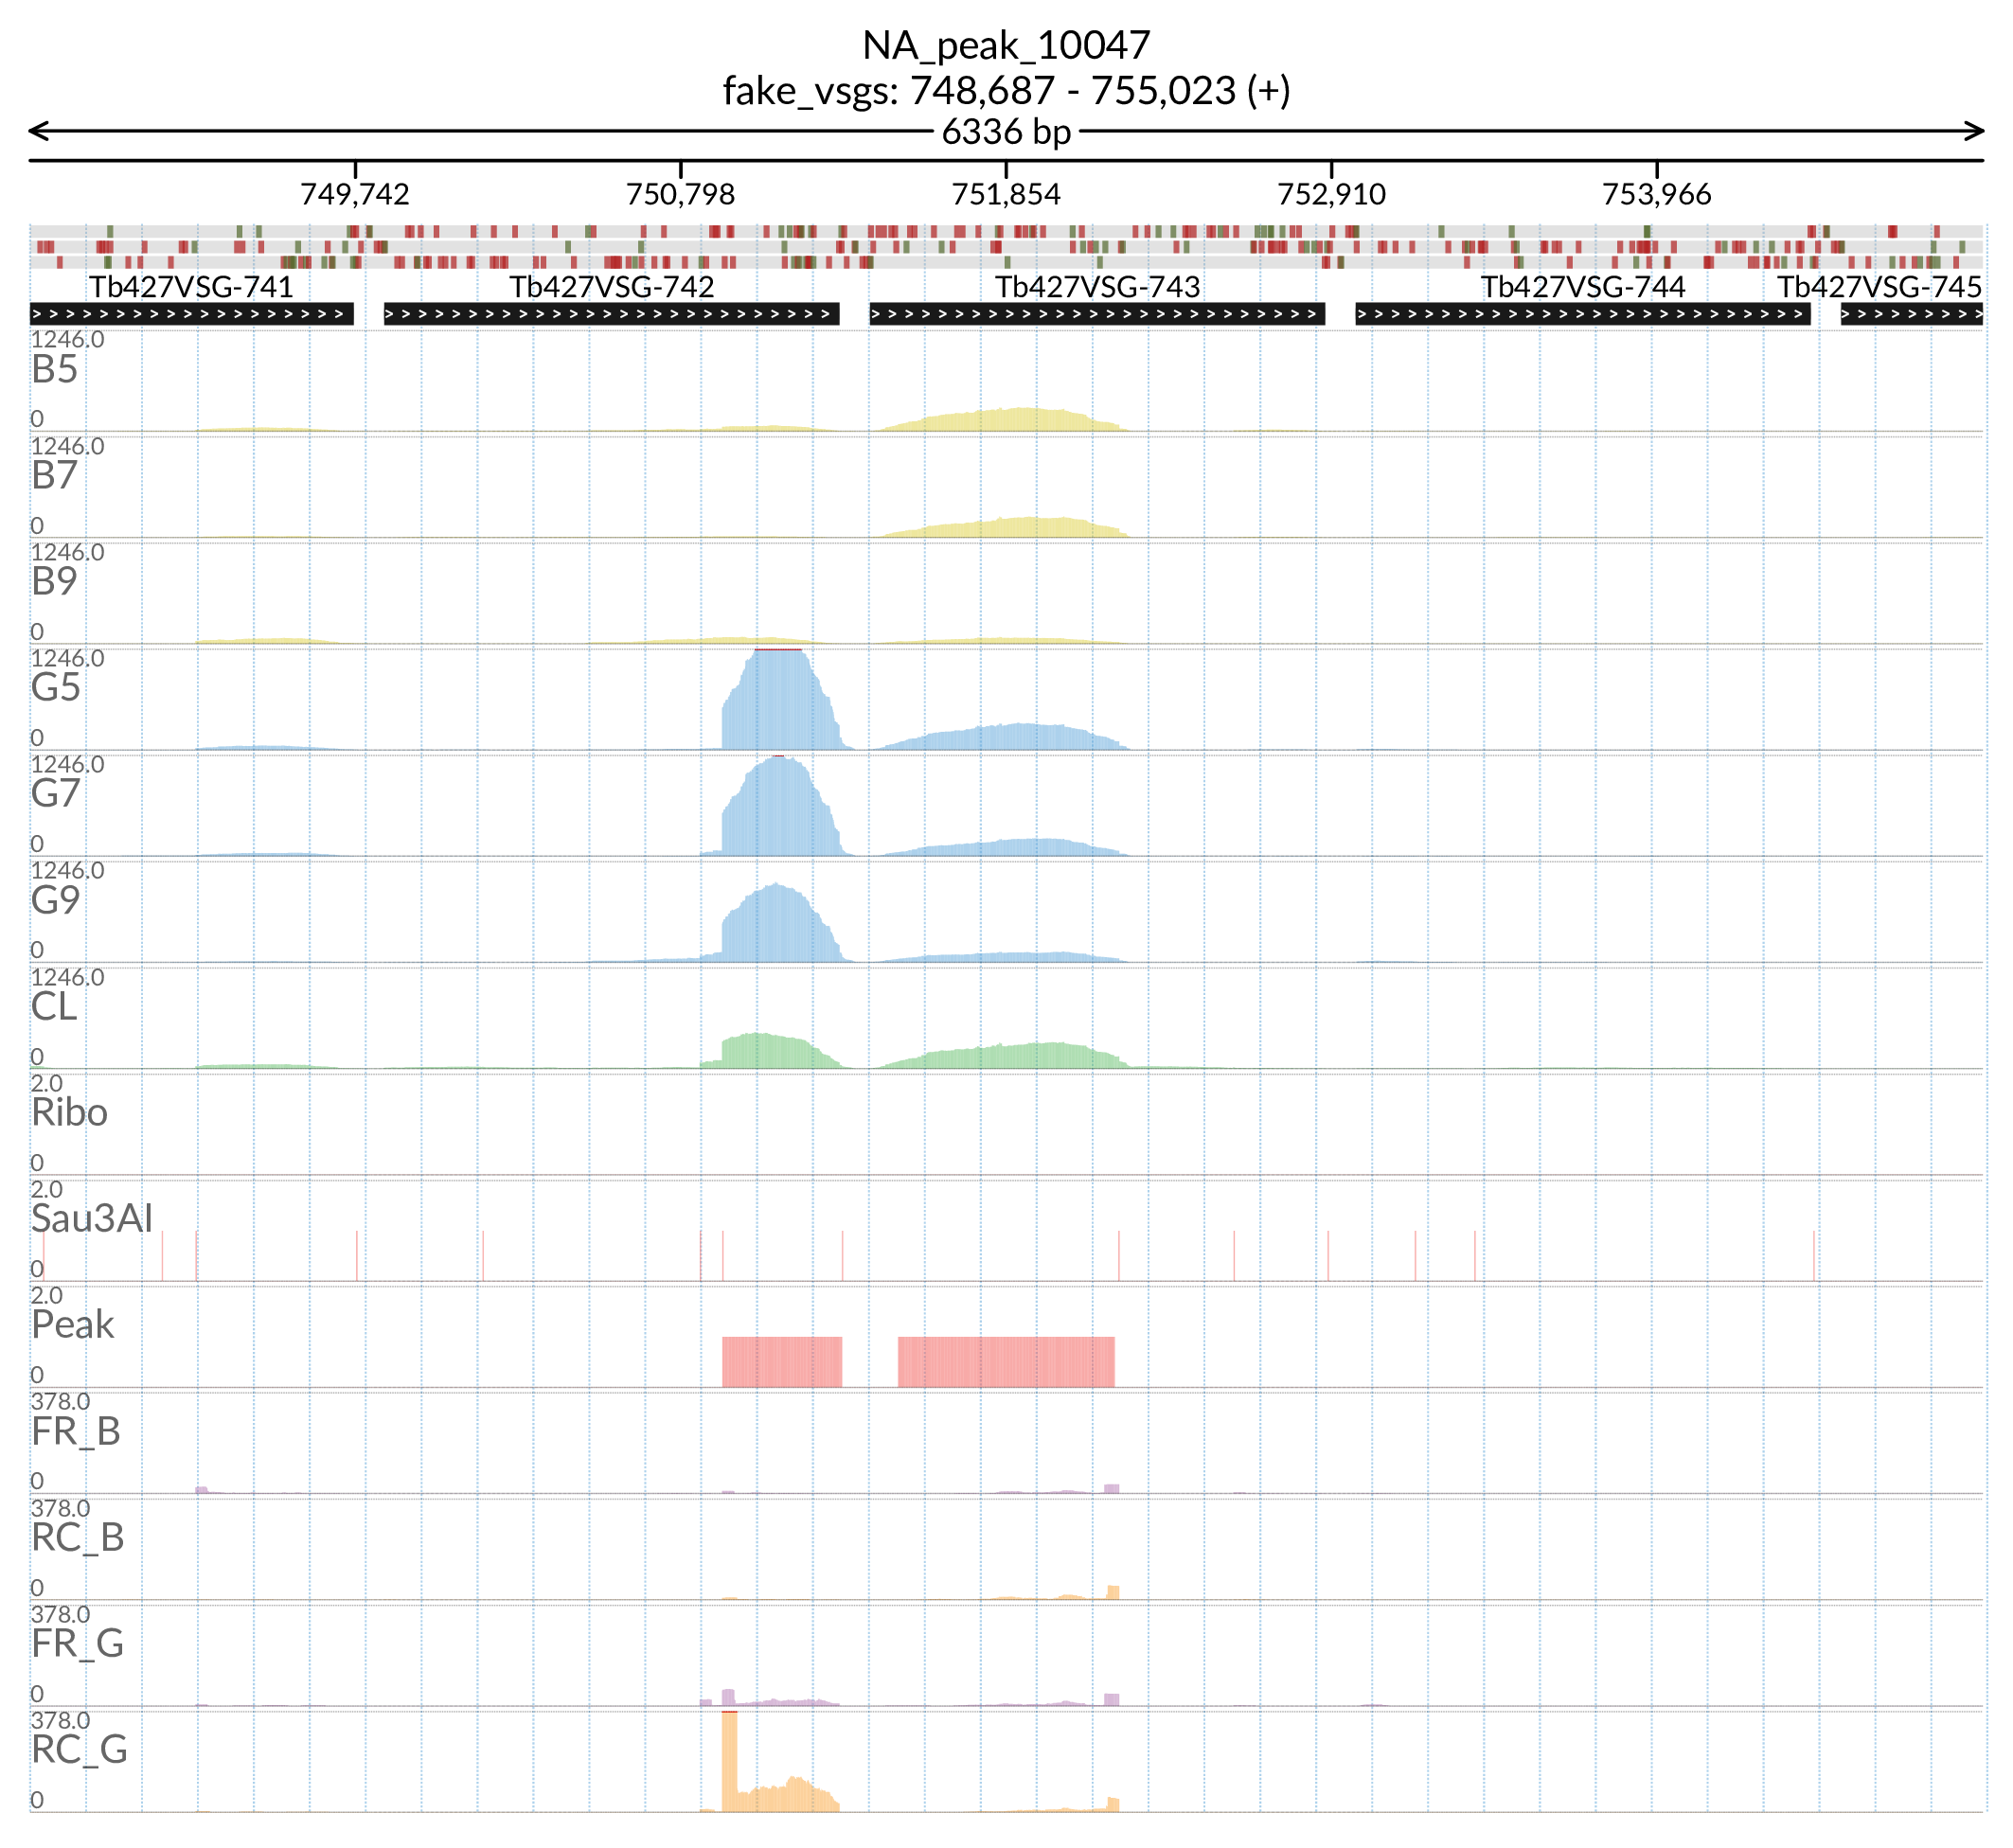 NA_peak_10047
fake_vsgs: 748,687 - 755,023 (+)
6336 bp
749,742 750,798 751,854 752,910 753,966
Tb427VSG-741 Tb427VSG-742 Tb427VSG-743 Tb427VSG-744 Tb427VSG-745
1246.0
B5
0
1246.0
B7
0
1246.0
B9
0
1246.0
G5
0
1246.0
G7
0
1246.0
G9
0
1246.0
CL
0
2.0
Ribo
0
2.0
Sau3AI
0
2.0
Peak
0
378.0
FR_B
0
378.0
RC_B
0
378.0
FR_G
0
378.0
RC_G
0